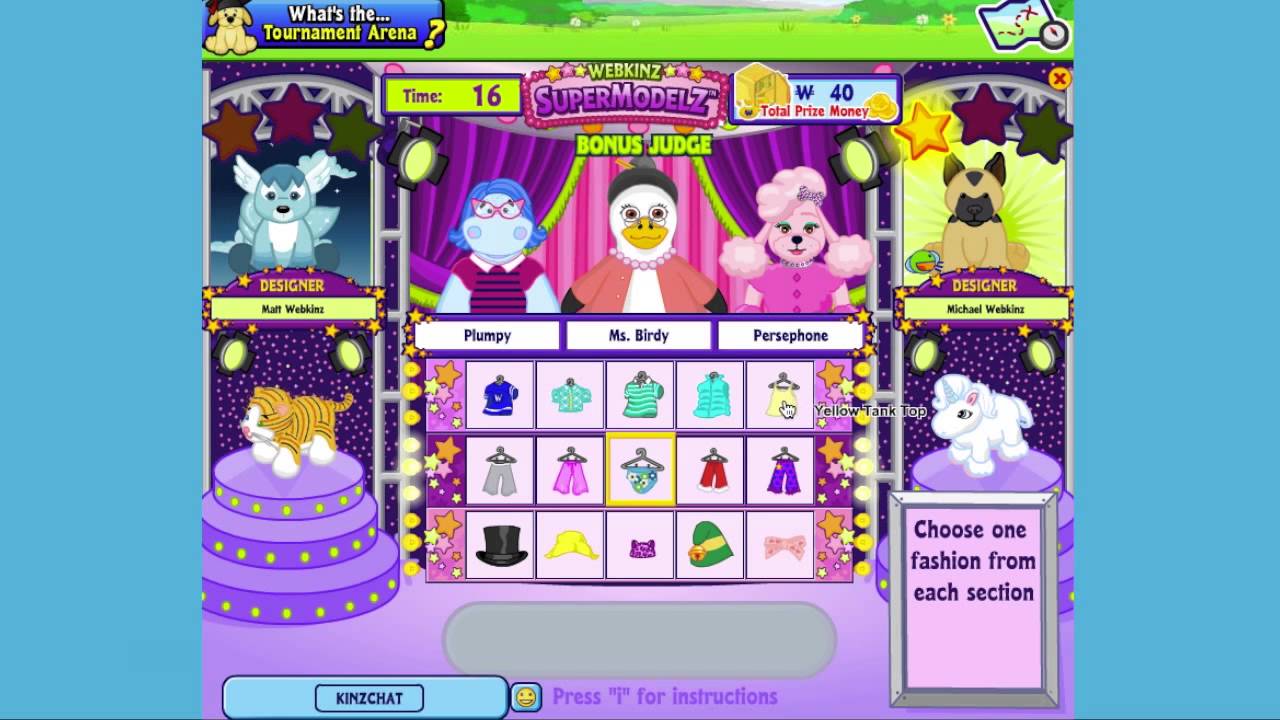 What's the...
Tournament Arena ?
Time: 16
WEBKINZ
SUPERMODELZ™
₩ 40
Total Prize Money
BONUS JUDGE
DESIGNER
Matt Webkinz
DESIGNER
Michael Webkinz
Plumpy
Ms. Birdy
Persephone
W
Yellow Tank Top
Choose one
fashion from
each section
KINZCHAT
Press "i" for instructions